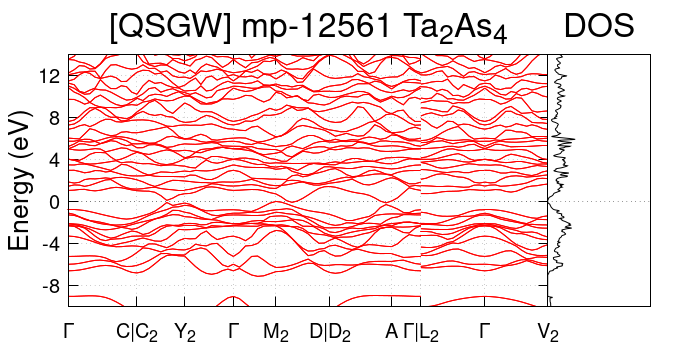 [QSGW] mp-12561 Ta₂As₄ DOS
Energy (eV)
12
8
4
0
-4
-8
Γ C|C₂ Y₂ Γ M₂ D|D₂ A Γ|L₂ Γ V₂